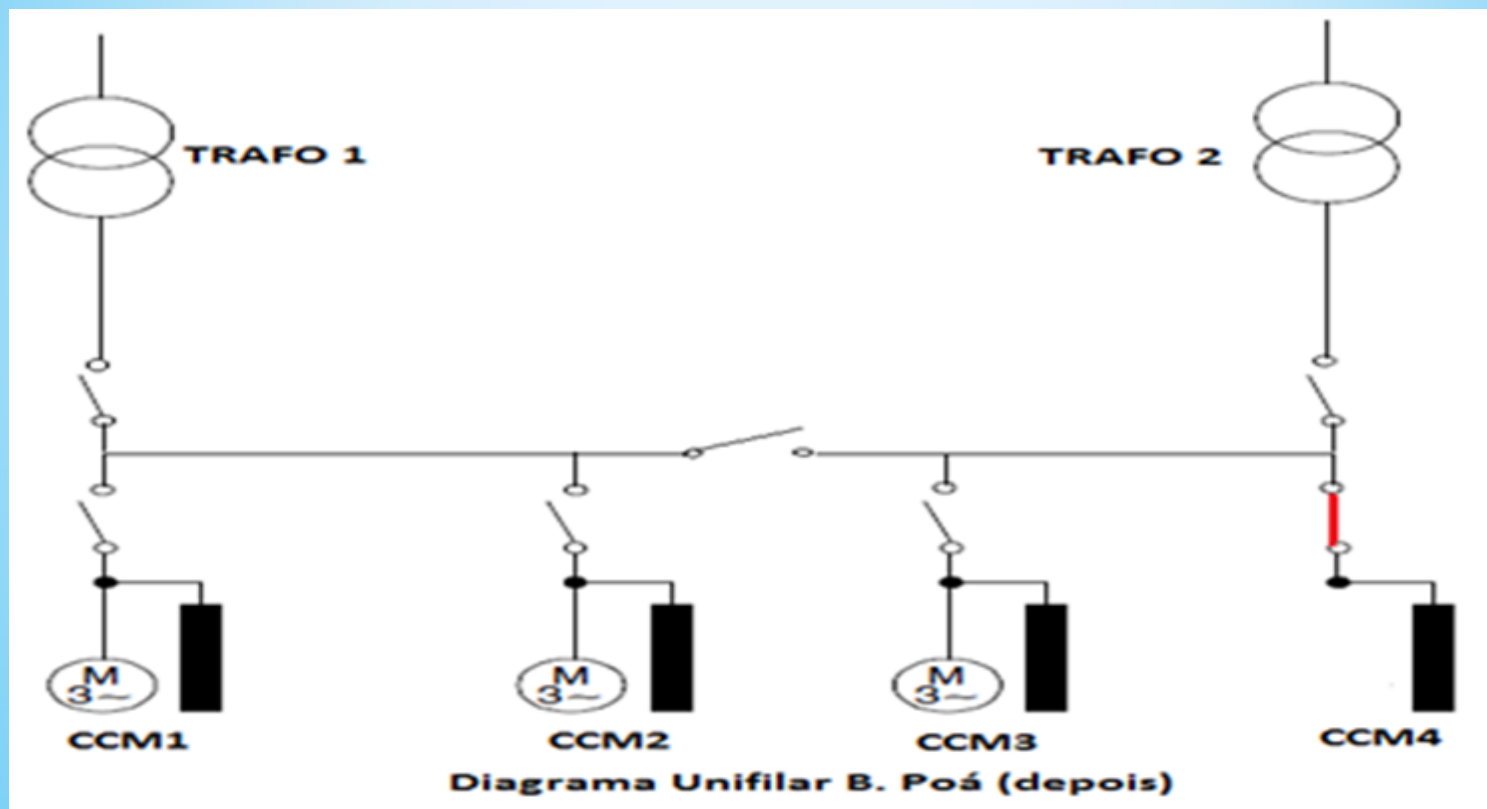 TRAFO 1
TRAFO 2
M
3~
M
3~
M
3~
CCM1
CCM2
CCM3
CCM4
Diagrama Unifilar B. Poá (depois)